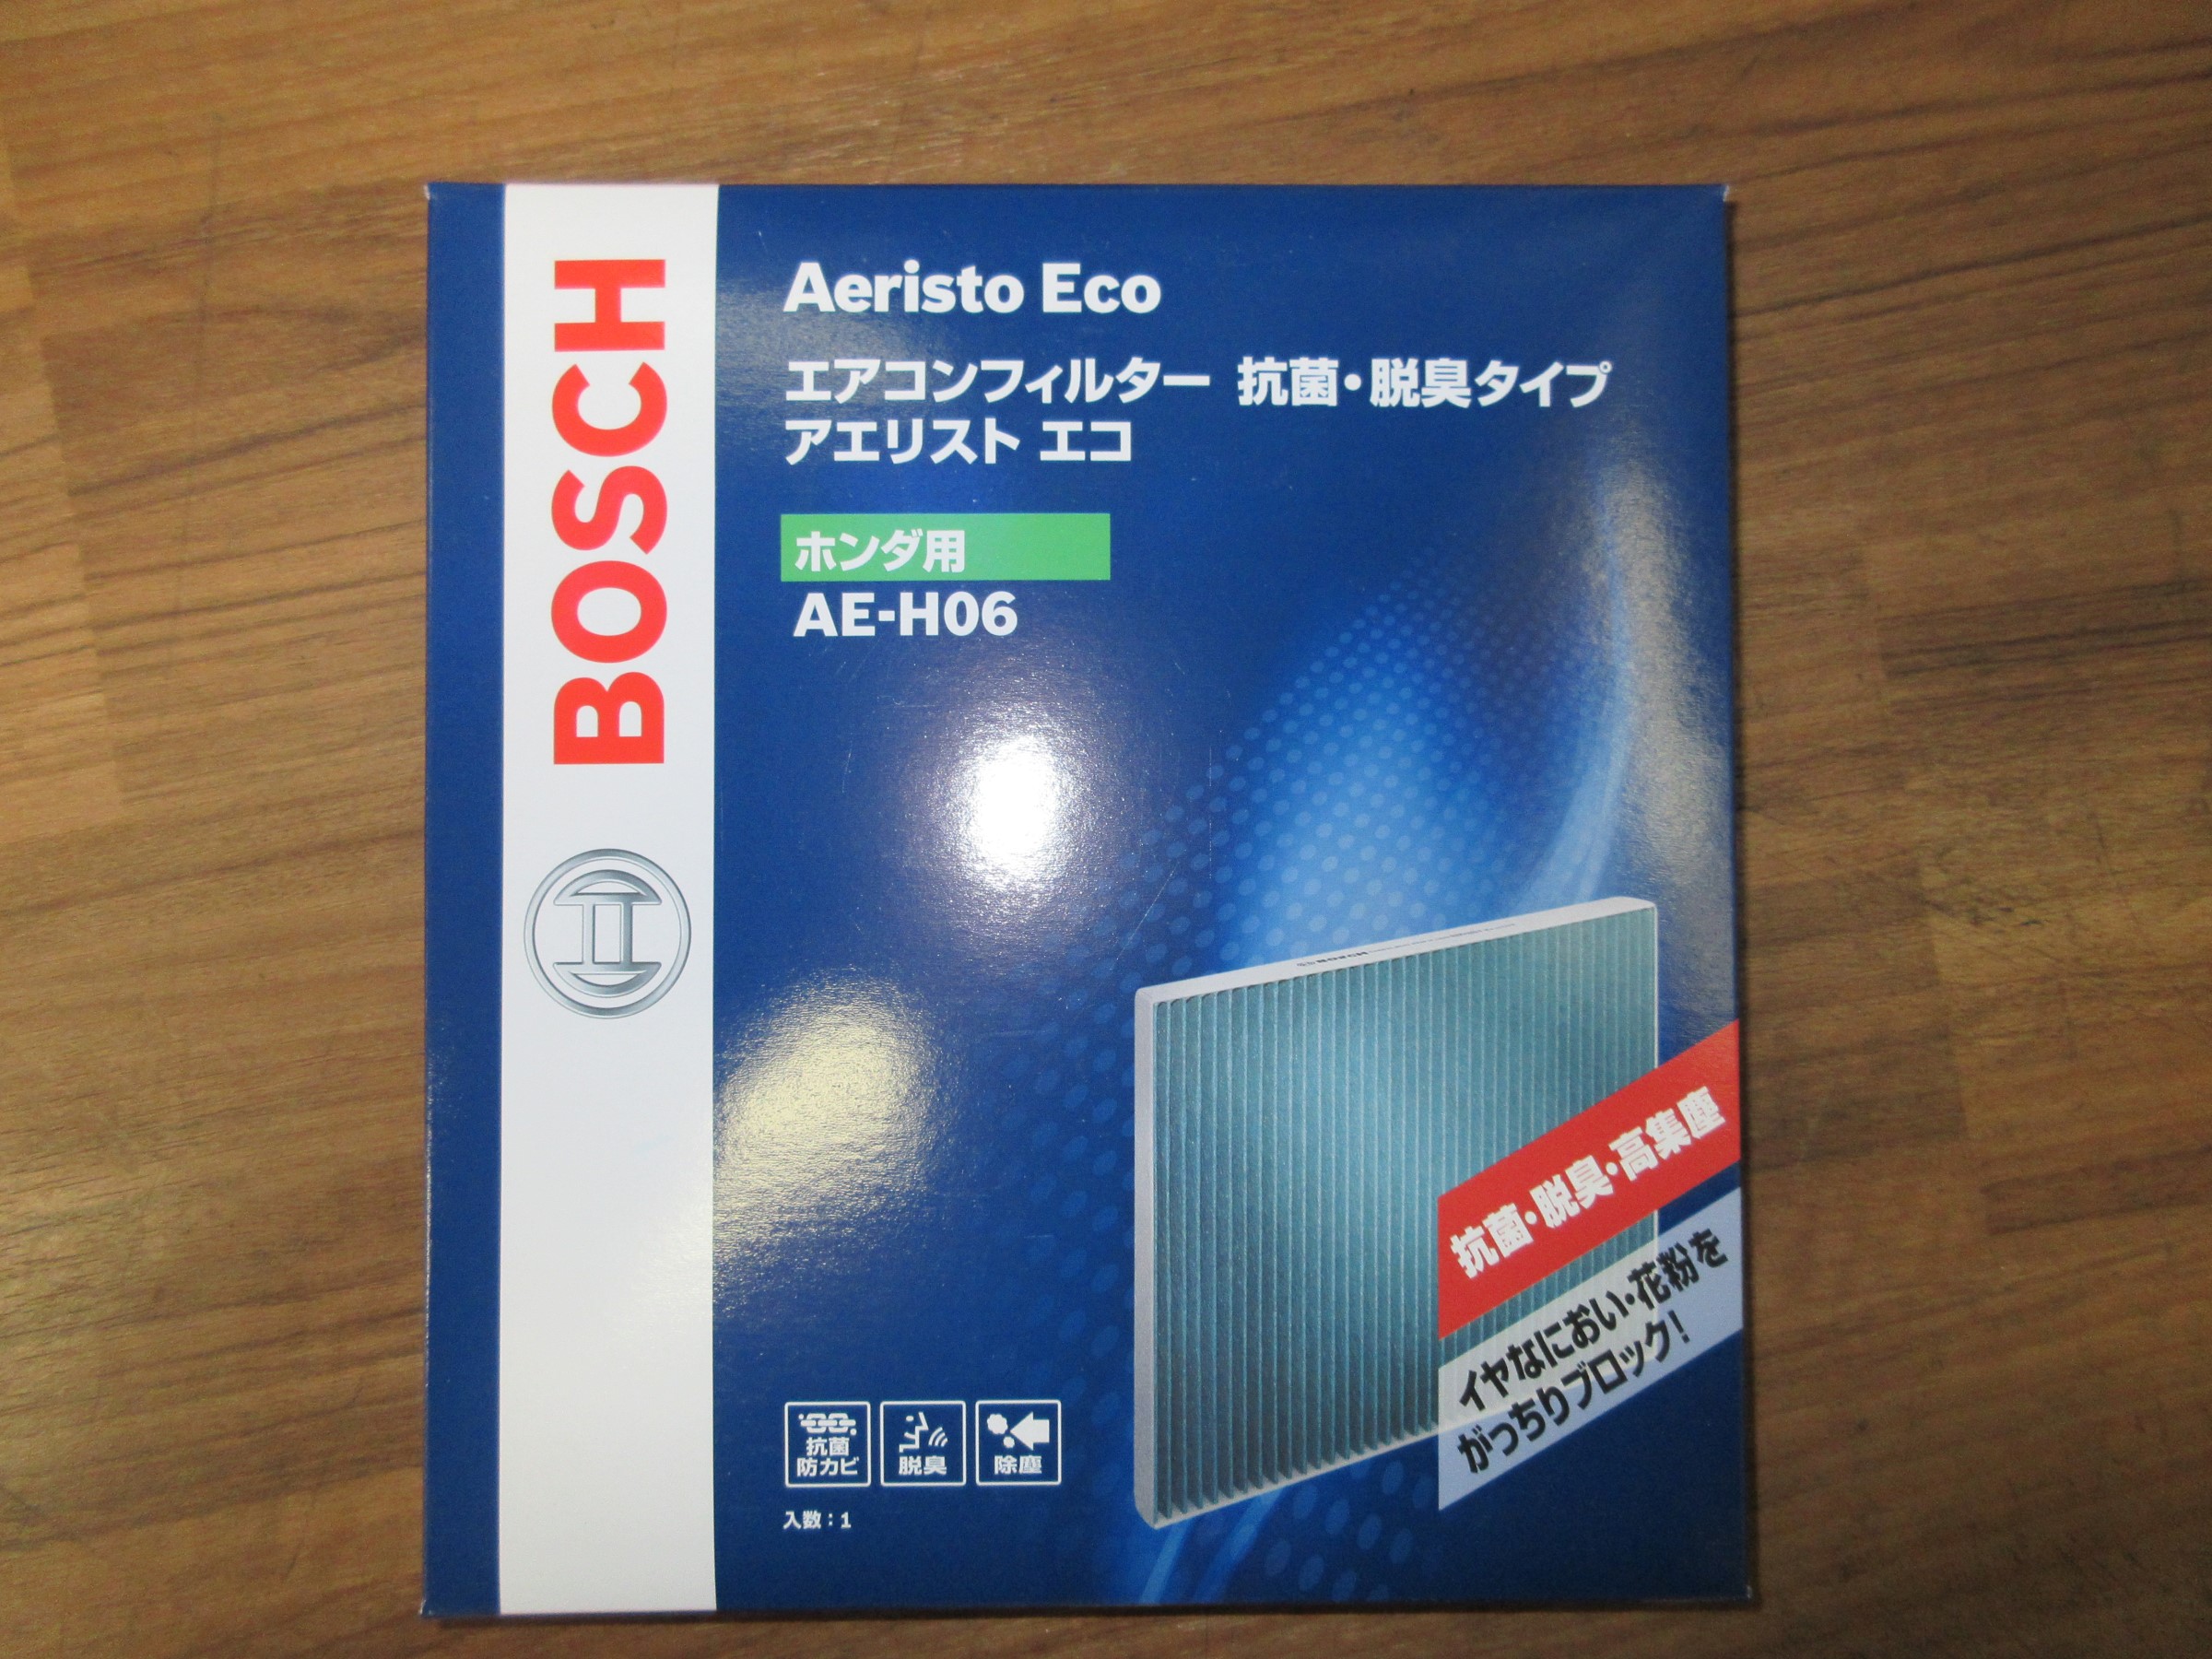 BOSCH
Aeristo Eco
エアコンフィルター 抗菌・脱臭タイプ
アエリスト エコ
ホンダ用
AE-H06
BOSCH
抗菌・脱臭・高集塵
イヤなにおい・花粉を
がっちりブロック!
抗菌
防カビ
脱臭
除塵
入数:1